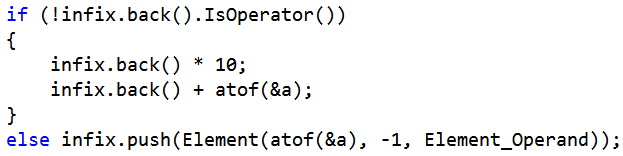 if (!infix.back().IsOperator())
{
    infix.back() * 10;
    infix.back() + atof(&a);
}
else infix.push(Element(atof(&a), -1, Element_Operand));